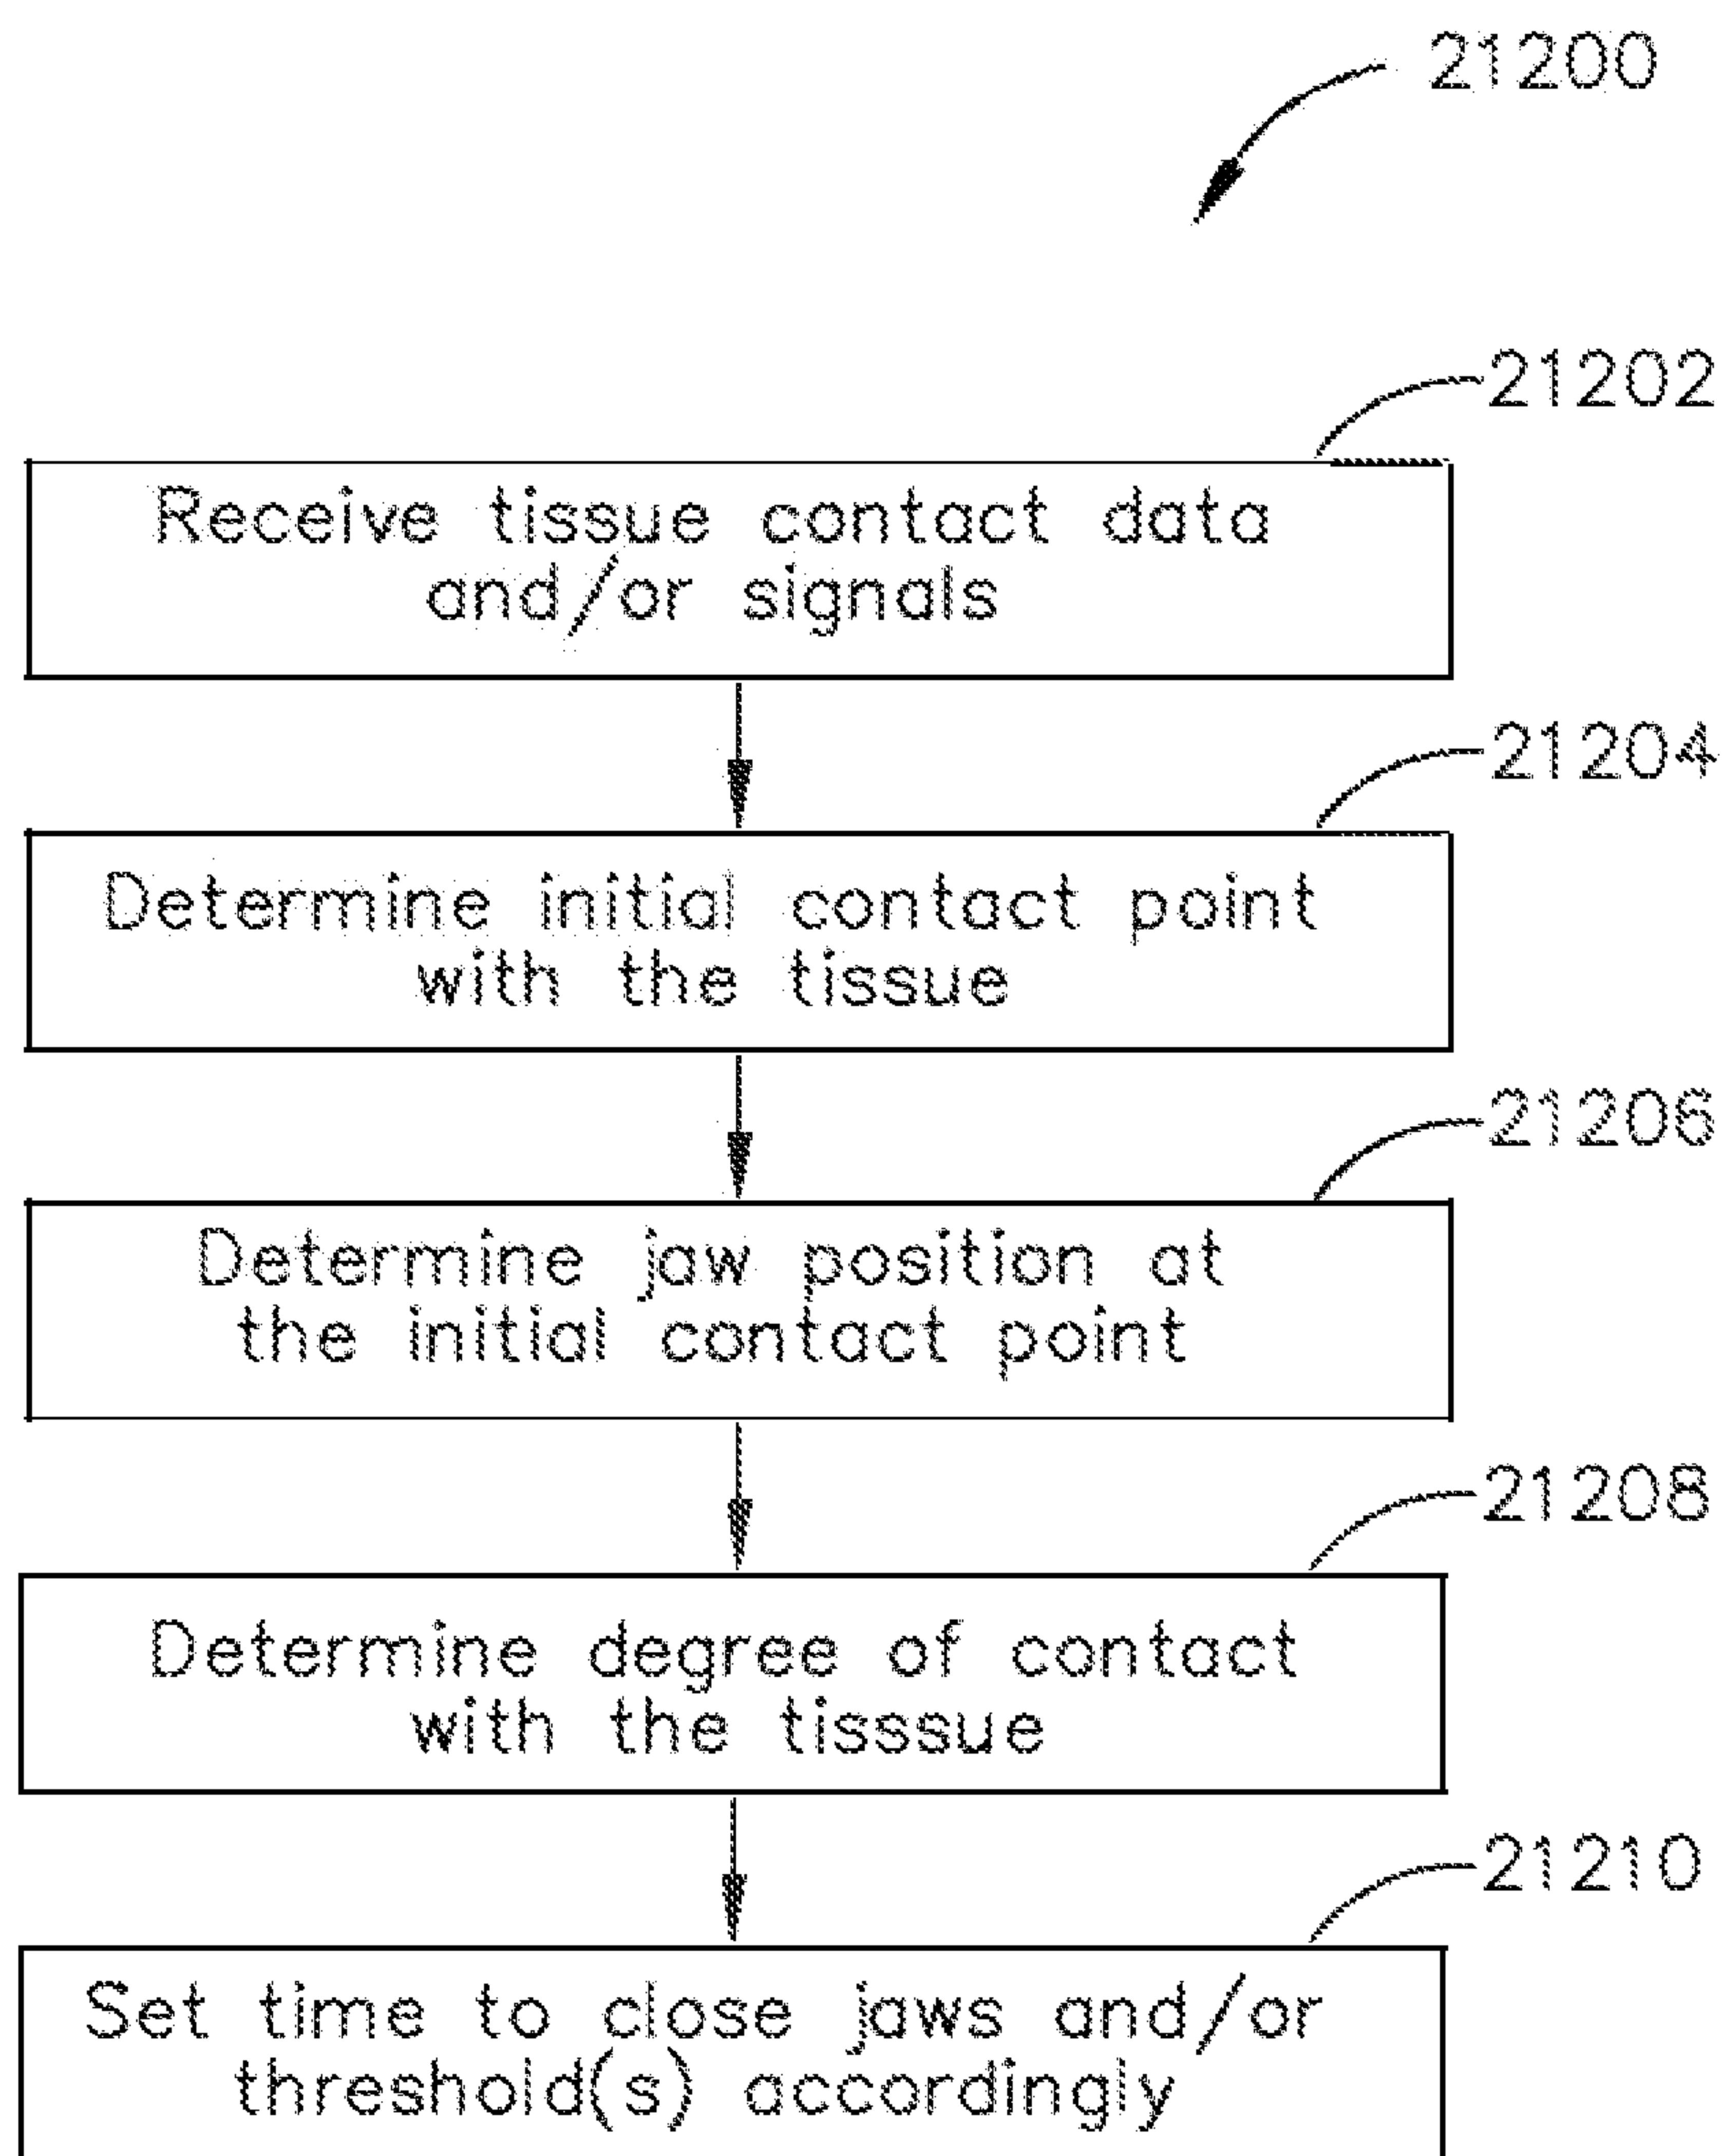 21200
21202
Receive tissue contact data
and/or signals
21204
Determine initial contact point
with the tissue
21206
Determine jaw position at
the initial contact point
21208
Determine degree of contact
with the tisssue
21210
Set time to close jaws and/or
threshold(s) accordingly